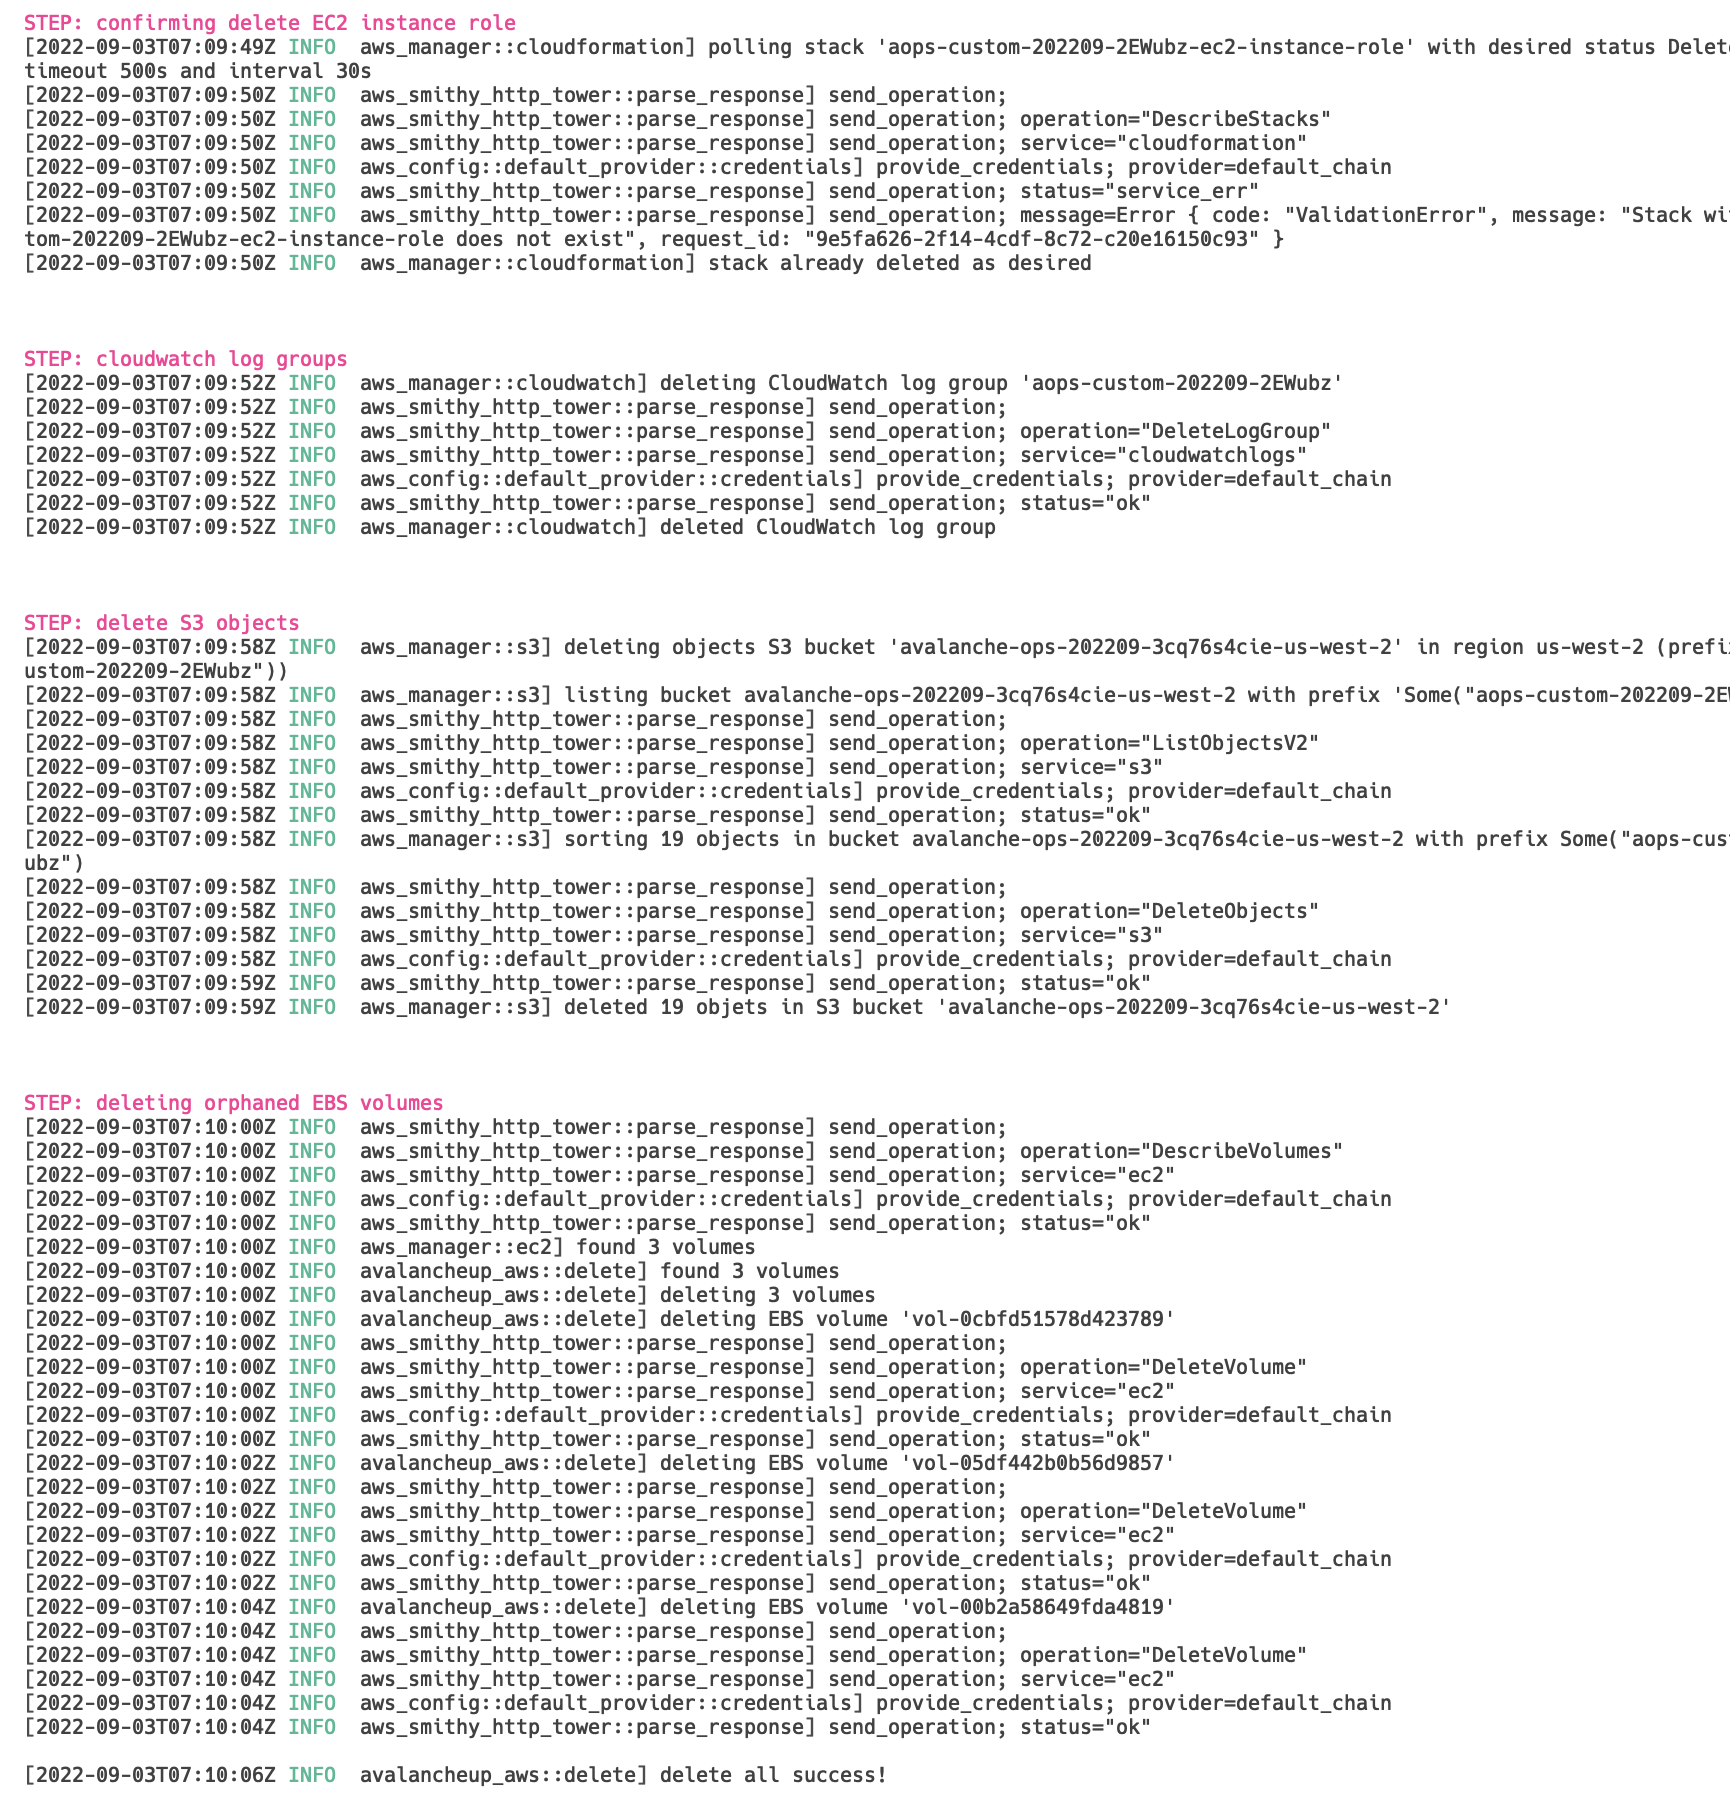 STEP: confirming delete EC2 instance role
[2022-09-03T07:09:49Z INFO  aws_manager::cloudformation] polling stack 'aops-custom-202209-2EWubz-ec2-instance-role' with desired status Delet
timeout 500s and interval 30s
[2022-09-03T07:09:50Z INFO  aws_smithy_http_tower::parse_response] send_operation;
[2022-09-03T07:09:50Z INFO  aws_smithy_http_tower::parse_response] send_operation; operation="DescribeStacks"
[2022-09-03T07:09:50Z INFO  aws_smithy_http_tower::parse_response] send_operation; service="cloudformation"
[2022-09-03T07:09:50Z INFO  aws_config::default_provider::credentials] provide_credentials; provider=default_chain
[2022-09-03T07:09:50Z INFO  aws_smithy_http_tower::parse_response] send_operation; status="service_err"
[2022-09-03T07:09:50Z INFO  aws_smithy_http_tower::parse_response] send_operation; message=Error { code: "ValidationError", message: "Stack wi
tom-202209-2EWubz-ec2-instance-role does not exist", request_id: "9e5fa626-2f14-4cdf-8c72-c20e16150c93" }
[2022-09-03T07:09:50Z INFO  aws_manager::cloudformation] stack already deleted as desired
STEP: cloudwatch log groups
[2022-09-03T07:09:52Z INFO  aws_manager::cloudwatch] deleting CloudWatch log group 'aops-custom-202209-2EWubz'
[2022-09-03T07:09:52Z INFO  aws_smithy_http_tower::parse_response] send_operation;
[2022-09-03T07:09:52Z INFO  aws_smithy_http_tower::parse_response] send_operation; operation="DeleteLogGroup"
[2022-09-03T07:09:52Z INFO  aws_smithy_http_tower::parse_response] send_operation; service="cloudwatchlogs"
[2022-09-03T07:09:52Z INFO  aws_config::default_provider::credentials] provide_credentials; provider=default_chain
[2022-09-03T07:09:52Z INFO  aws_smithy_http_tower::parse_response] send_operation; status="ok"
[2022-09-03T07:09:52Z INFO  aws_manager::cloudwatch] deleted CloudWatch log group
STEP: delete S3 objects
[2022-09-03T07:09:58Z INFO  aws_manager::s3] deleting objects S3 bucket 'avalanche-ops-202209-3cq76s4cie-us-west-2' in region us-west-2 (prefi
ustom-202209-2EWubz"))
[2022-09-03T07:09:58Z INFO  aws_manager::s3] listing bucket avalanche-ops-202209-3cq76s4cie-us-west-2 with prefix 'Some("aops-custom-202209-2E
[2022-09-03T07:09:58Z INFO  aws_smithy_http_tower::parse_response] send_operation;
[2022-09-03T07:09:58Z INFO  aws_smithy_http_tower::parse_response] send_operation; operation="ListObjectsV2"
[2022-09-03T07:09:58Z INFO  aws_smithy_http_tower::parse_response] send_operation; service="s3"
[2022-09-03T07:09:58Z INFO  aws_config::default_provider::credentials] provide_credentials; provider=default_chain
[2022-09-03T07:09:58Z INFO  aws_smithy_http_tower::parse_response] send_operation; status="ok"
[2022-09-03T07:09:58Z INFO  aws_manager::s3] sorting 19 objects in bucket avalanche-ops-202209-3cq76s4cie-us-west-2 with prefix Some("aops-cus
ubz")
[2022-09-03T07:09:58Z INFO  aws_smithy_http_tower::parse_response] send_operation;
[2022-09-03T07:09:58Z INFO  aws_smithy_http_tower::parse_response] send_operation; operation="DeleteObjects"
[2022-09-03T07:09:58Z INFO  aws_smithy_http_tower::parse_response] send_operation; service="s3"
[2022-09-03T07:09:58Z INFO  aws_config::default_provider::credentials] provide_credentials; provider=default_chain
[2022-09-03T07:09:59Z INFO  aws_smithy_http_tower::parse_response] send_operation; status="ok"
[2022-09-03T07:09:59Z INFO  aws_manager::s3] deleted 19 objets in S3 bucket 'avalanche-ops-202209-3cq76s4cie-us-west-2'
STEP: deleting orphaned EBS volumes
[2022-09-03T07:10:00Z INFO  aws_smithy_http_tower::parse_response] send_operation;
[2022-09-03T07:10:00Z INFO  aws_smithy_http_tower::parse_response] send_operation; operation="DescribeVolumes"
[2022-09-03T07:10:00Z INFO  aws_smithy_http_tower::parse_response] send_operation; service="ec2"
[2022-09-03T07:10:00Z INFO  aws_config::default_provider::credentials] provide_credentials; provider=default_chain
[2022-09-03T07:10:00Z INFO  aws_smithy_http_tower::parse_response] send_operation; status="ok"
[2022-09-03T07:10:00Z INFO  aws_manager::ec2] found 3 volumes
[2022-09-03T07:10:00Z INFO  avalancheup_aws::delete] found 3 volumes
[2022-09-03T07:10:00Z INFO  avalancheup_aws::delete] deleting 3 volumes
[2022-09-03T07:10:00Z INFO  avalancheup_aws::delete] deleting EBS volume 'vol-0cbfd51578d423789'
[2022-09-03T07:10:00Z INFO  aws_smithy_http_tower::parse_response] send_operation;
[2022-09-03T07:10:00Z INFO  aws_smithy_http_tower::parse_response] send_operation; operation="DeleteVolume"
[2022-09-03T07:10:00Z INFO  aws_smithy_http_tower::parse_response] send_operation; service="ec2"
[2022-09-03T07:10:00Z INFO  aws_config::default_provider::credentials] provide_credentials; provider=default_chain
[2022-09-03T07:10:00Z INFO  aws_smithy_http_tower::parse_response] send_operation; status="ok"
[2022-09-03T07:10:02Z INFO  avalancheup_aws::delete] deleting EBS volume 'vol-05df442b0b56d9857'
[2022-09-03T07:10:02Z INFO  aws_smithy_http_tower::parse_response] send_operation;
[2022-09-03T07:10:02Z INFO  aws_smithy_http_tower::parse_response] send_operation; operation="DeleteVolume"
[2022-09-03T07:10:02Z INFO  aws_smithy_http_tower::parse_response] send_operation; service="ec2"
[2022-09-03T07:10:02Z INFO  aws_config::default_provider::credentials] provide_credentials; provider=default_chain
[2022-09-03T07:10:02Z INFO  aws_smithy_http_tower::parse_response] send_operation; status="ok"
[2022-09-03T07:10:04Z INFO  avalancheup_aws::delete] deleting EBS volume 'vol-00b2a58649fda4819'
[2022-09-03T07:10:04Z INFO  aws_smithy_http_tower::parse_response] send_operation;
[2022-09-03T07:10:04Z INFO  aws_smithy_http_tower::parse_response] send_operation; operation="DeleteVolume"
[2022-09-03T07:10:04Z INFO  aws_smithy_http_tower::parse_response] send_operation; service="ec2"
[2022-09-03T07:10:04Z INFO  aws_config::default_provider::credentials] provide_credentials; provider=default_chain
[2022-09-03T07:10:04Z INFO  aws_smithy_http_tower::parse_response] send_operation; status="ok"
[2022-09-03T07:10:06Z INFO  avalancheup_aws::delete] delete all success!